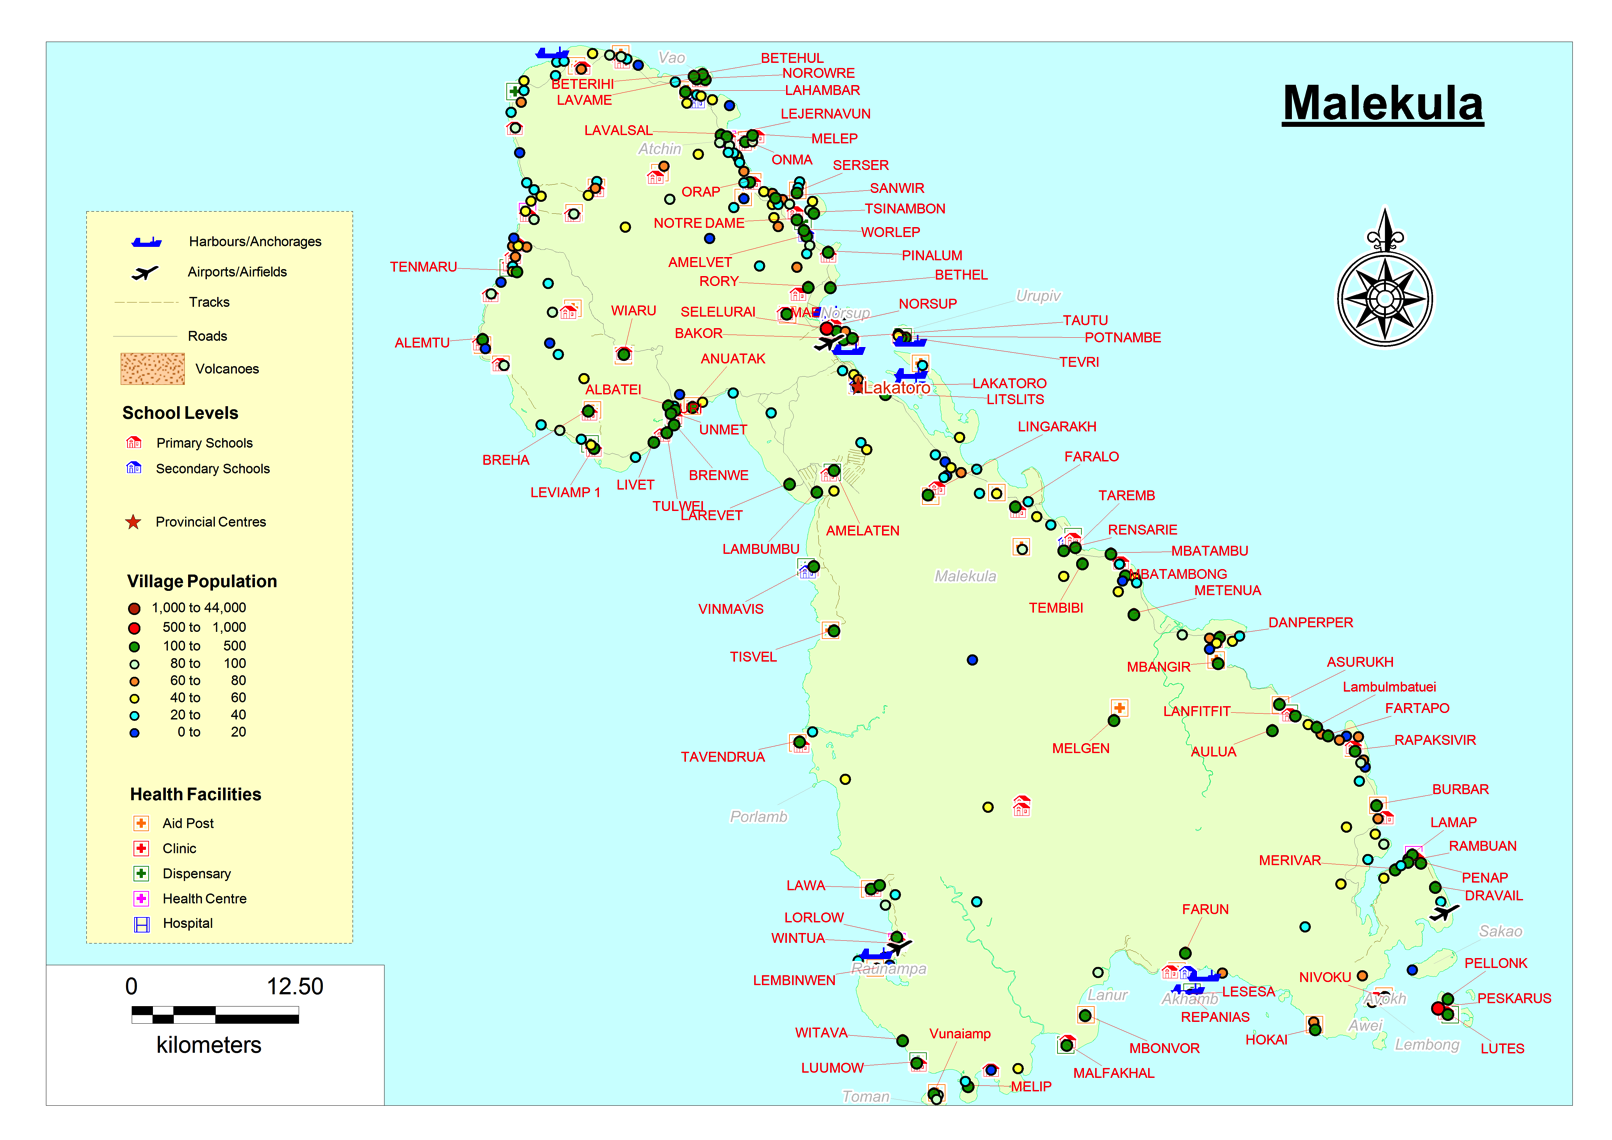 Malekula
Harbours/Anchorages
Airports/Airfields
Tracks
Roads
Volcanoes
School Levels
Primary Schools
Secondary Schools
Provincial Centres
Village Population
1,000 to 44,000
500 to 1,000
100 to 500
80 to 100
60 to 80
40 to 60
20 to 40
0 to 20
Health Facilities
Aid Post
Clinic
Dispensary
Health Centre
Hospital
0 12.50
kilometers
Vao
BETEHUL
NOROWRE
BETERIHI
LAHAMBAR
LAVAME
LEJERNAVUN
LAVALSAL
MELEP
Atchin
ONMA
SERSER
ORAP
SANWIR
TSINAMBON
NOTRE DAME
WORLEP
AMELVET
PINALUM
TENMARU
RORY
BETHEL
Urupiv
WIARU
SELELURAI
Norsup
NORSUP
TAUTU
BAKOR
POTNAMBE
ALEMTU
ANUATAK
TEVRI
ALBATEI
Lakatoro
LAKATORO
LITSLITS
UNMET
LINGARAKH
BREHA
BRENWE
FARALO
LEVIAMP 1
LIVET
TULWEI
LAREVET
TAREMB
AMELATEN
RENSARIE
LAMBUMBU
MBATAMBU
Malekula
MBATAMBONG
METENUA
VINMAVIS
TEMBIBI
DANPERPER
TISVEL
MBANGIR
ASURUKH
Lambulmbatuei
LANFITFIT
FARTAPO
MELGEN
AULUA
RAPAKSIVIR
TAVENDRUA
BURBAR
Porlamb
LAMAP
RAMBUAN
MERIVAR
PENAP
LAWA
DRAVAIL
FARUN
LORLOW
WINTUA
Sakao
Raunampa
PELLONK
LEMBINWEN
NIVOKU
Lanur
Akhamb
LESESA
Avokh
PESKARUS
REPANIAS
Awei
WITAVA
Vunaiamp
HOKAI
Lembong
LUTES
MBONVOR
LUUMOW
MALFAKHAL
MELIP
Toman